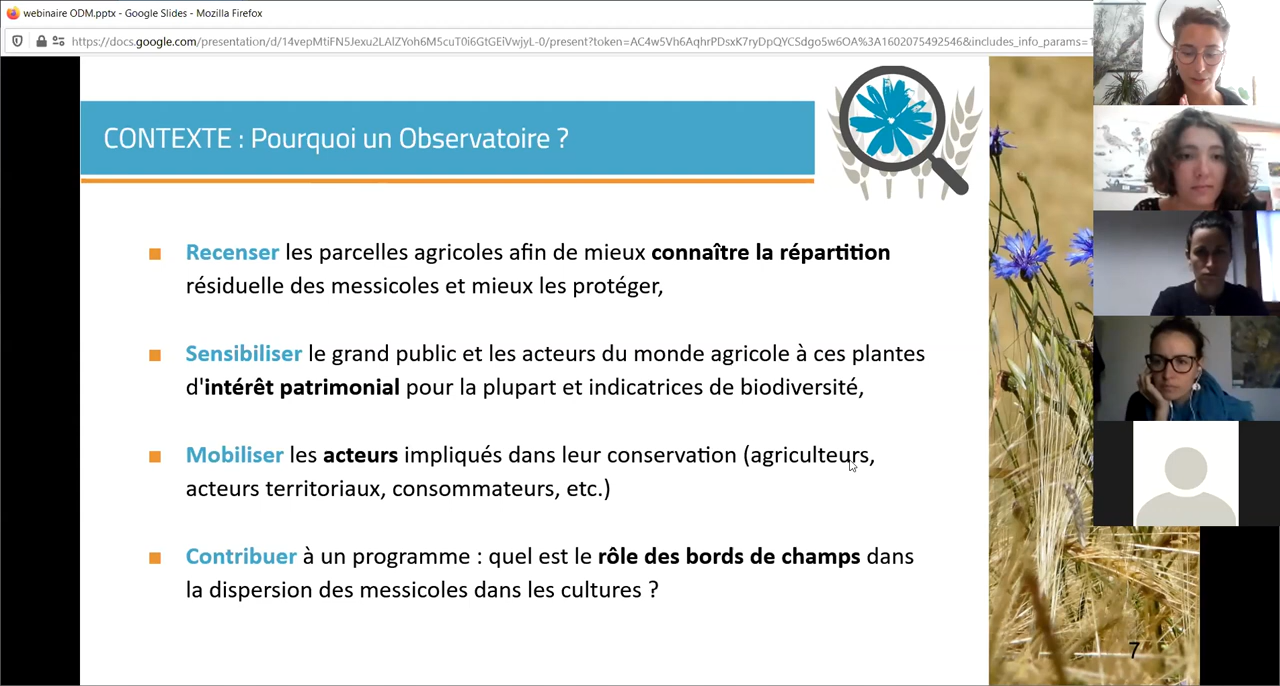 webinaire ODM.pptx - Google Slides - Mozilla Firefox
https://docs.google.com/presentation/d/14vepMtiFN5Jexu2LAlZYoh6M5cuT0i6GtGEiVwjyL-0/present?token=AC4w5Vh6AqhrPDsxK7ryDpQYCSdgo5w6OA%3A1602075492546&includes_info_params=1
CONTEXTE : Pourquoi un Observatoire ?
Recenser les parcelles agricoles afin de mieux connaître la répartition
résiduelle des messicoles et mieux les protéger,
Sensibiliser le grand public et les acteurs du monde agricole à ces plantes
d'intérêt patrimonial pour la plupart et indicatrices de biodiversité,
Mobiliser les acteurs impliqués dans leur conservation (agriculteurs,
acteurs territoriaux, consommateurs, etc.)
Contribuer à un programme : quel est le rôle des bords de champs dans
la dispersion des messicoles dans les cultures ?
7